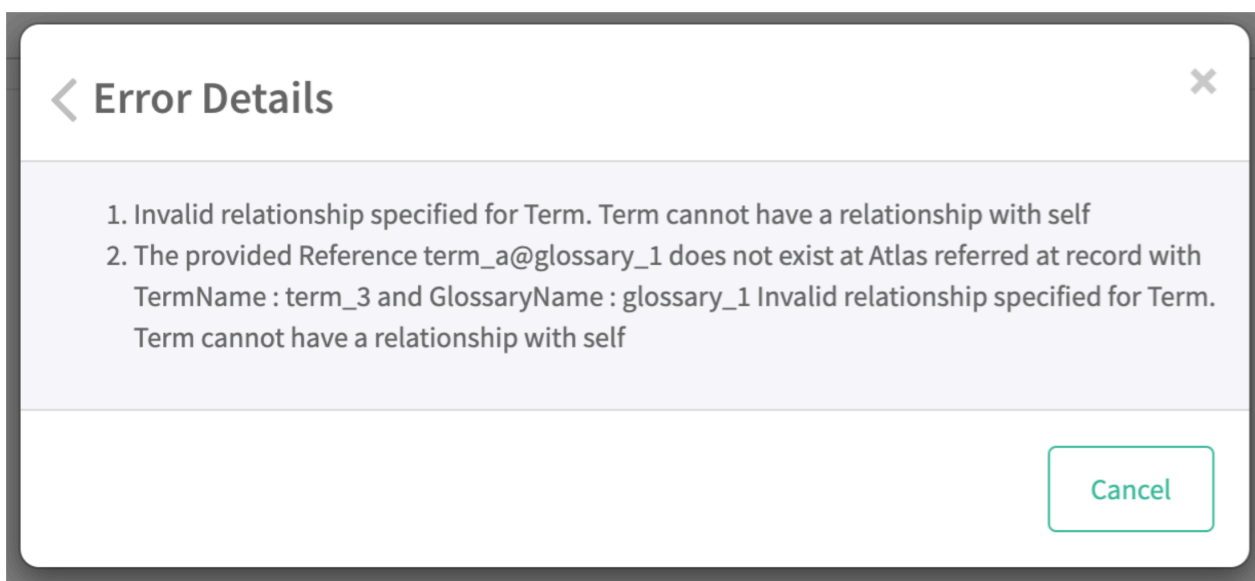 Error Details
1. Invalid relationship specified for Term. Term cannot have a relationship with self
2. The provided Reference term_a@glossary_1 does not exist at Atlas referred at record with
TermName : term_3 and GlossaryName : glossary_1 Invalid relationship specified for Term.
Term cannot have a relationship with self
Cancel